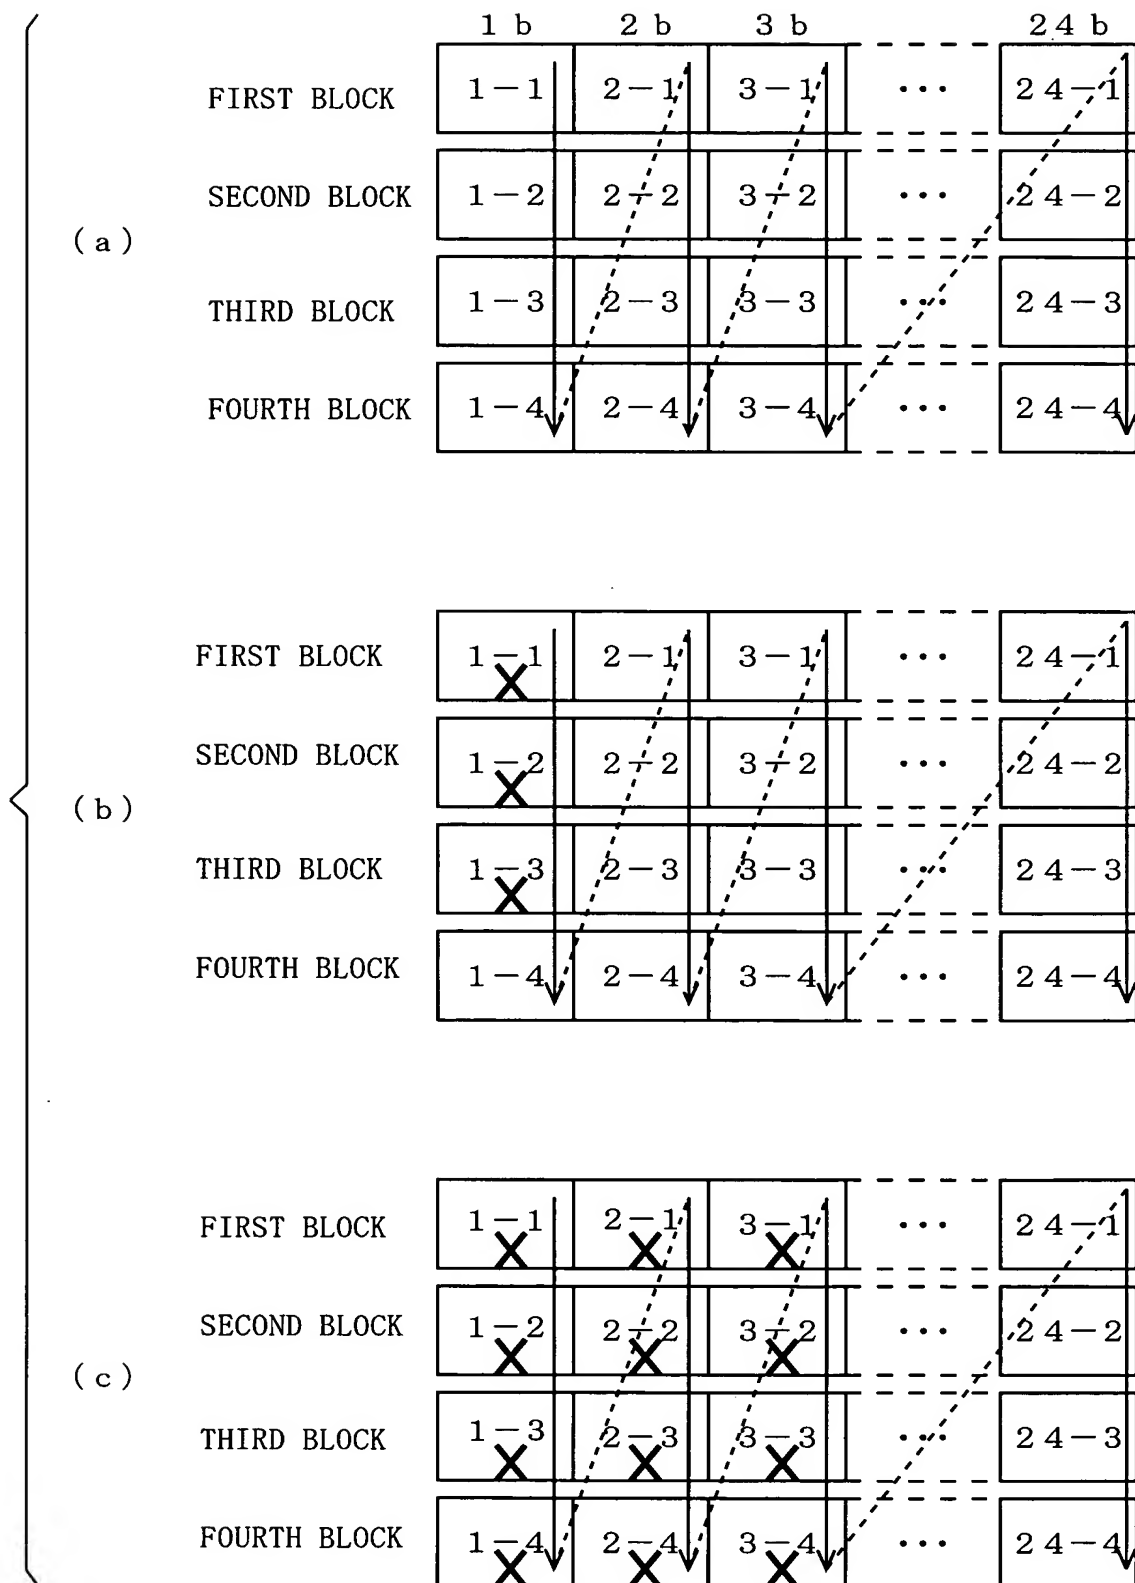 1 b 2 b 3 b 24 b
FIRST BLOCK 1-1 2-1 3-1 ... 24-1
SECOND BLOCK 1-2 2-2 3-2 ... 24-2
(a)
THIRD BLOCK 1-3 2-3 3-3 ... 24-3
FOURTH BLOCK 1-4 2-4 3-4 ... 24-4
FIRST BLOCK 1-1 2-1 3-1 ... 24-1
SECOND BLOCK 1-2 2-2 3-2 ... 24-2
(b)
THIRD BLOCK 1-3 2-3 3-3 ... 24-3
FOURTH BLOCK 1-4 2-4 3-4 ... 24-4
FIRST BLOCK 1-1 2-1 3-1 ... 24-1
SECOND BLOCK 1-2 2-2 3-2 ... 24-2
(c)
THIRD BLOCK 1-3 2-3 3-3 ... 24-3
FOURTH BLOCK 1-4 2-4 3-4 ... 24-4